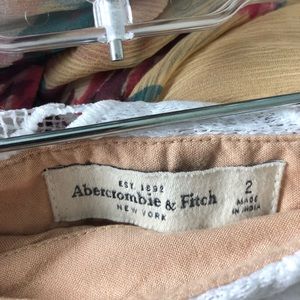 EST. 1892
Abercrombie & Fitch
NEW YORK
2
MADE
IN INDIA